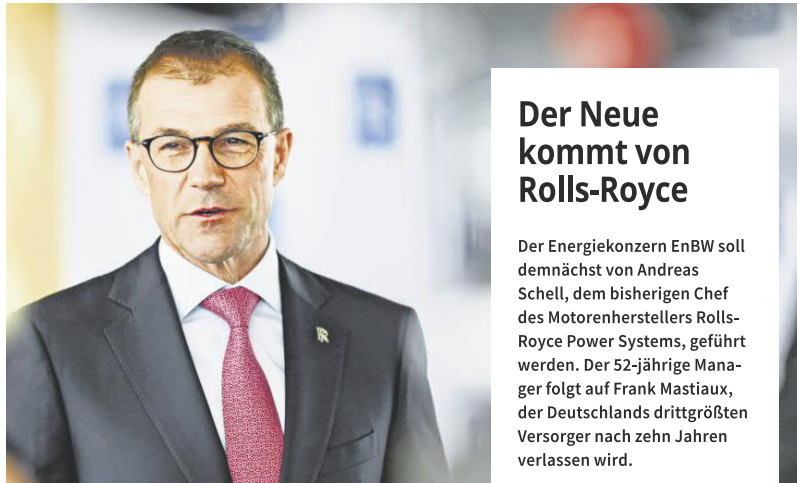 Der Neue
kommt von
Rolls-Royce
Der Energiekonzern EnBW soll
demnächst von Andreas
Schell, dem bisherigen Chef
des Motorenherstellers Rolls-
Royce Power Systems, geführt
werden. Der 52-jährige Mana-
ger folgt auf Frank Mastiaux,
der Deutschlands drittgrößten
Versorger nach zehn Jahren
verlassen wird.